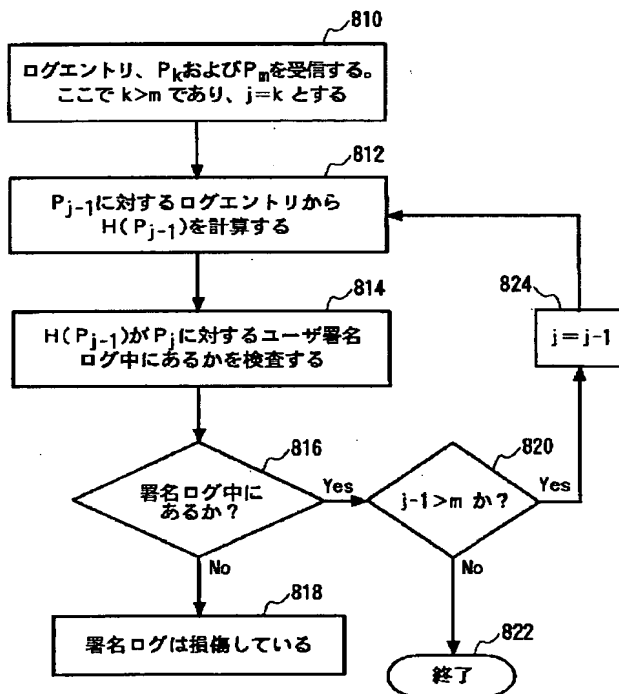 810
ログエントリ、PkおよびPmを受信する。
ここで k>m であり、j=k とする
812
Pj-1に対するログエントリから
H(Pj-1)を計算する
814
H(Pj-1)がPjに対するユーザ署名
ログ中にあるかを検査する
824
j=j-1
816
署名ログ中に
あるか？
Yes
No
820
j-1>m か？
Yes
No
818
署名ログは損傷している
822
終了